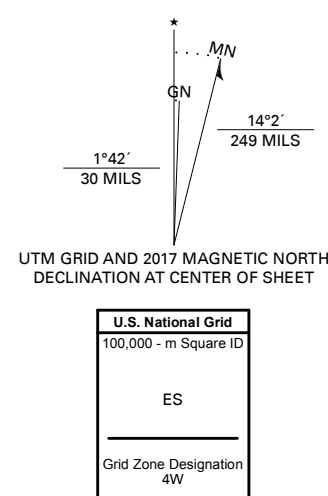 ★
MN
GN
14°2´
249 MILS
1°42´
30 MILS
UTM GRID AND 2017 MAGNETIC NORTH
DECLINATION AT CENTER OF SHEET
U.S. National Grid
100,000 - m Square ID
ES
Grid Zone Designation
4W